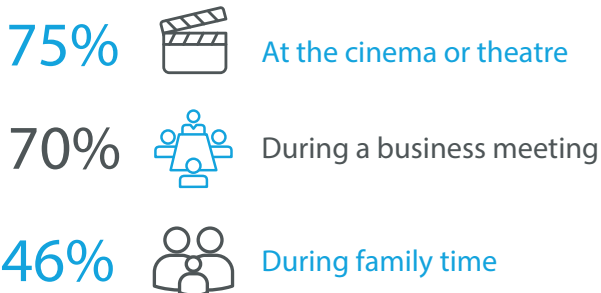 75% At the cinema or theatre
70% During a business meeting
46% During family time